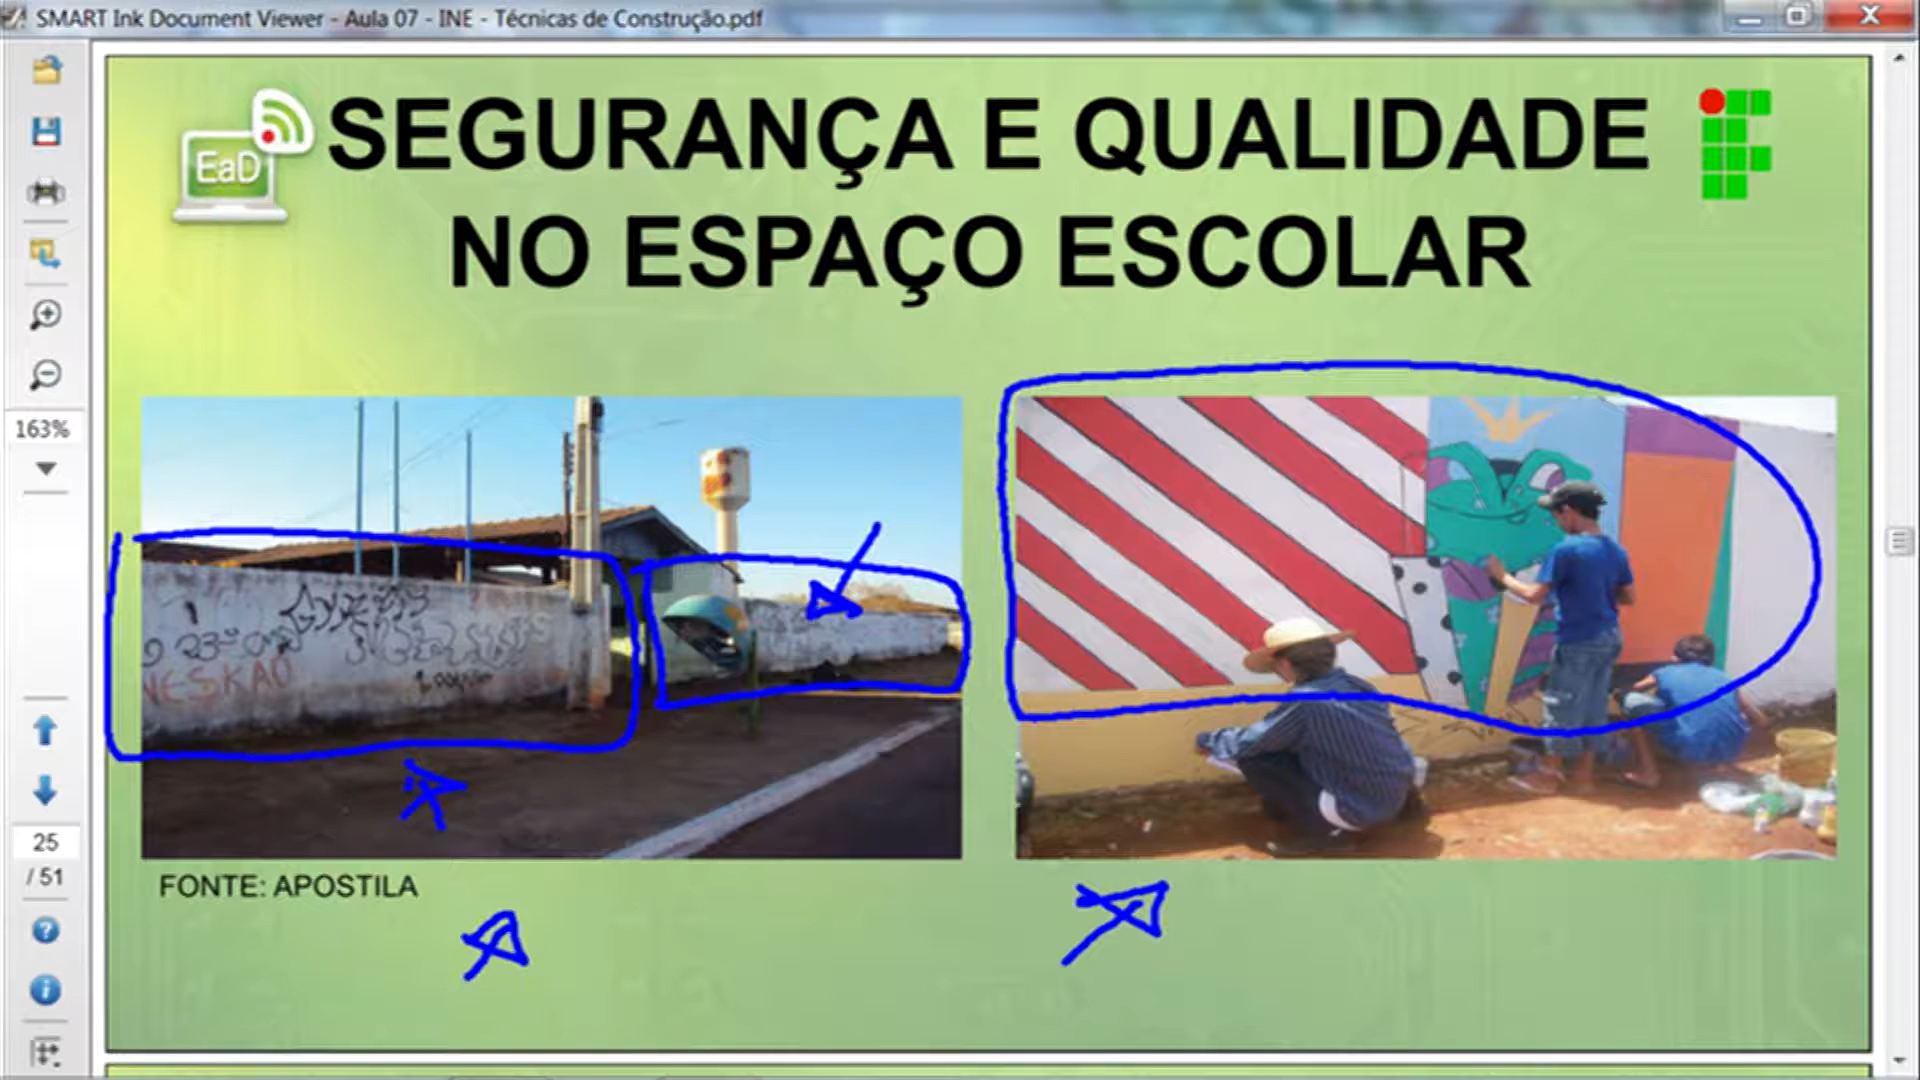 SMART Ink Document Viewer - Aula 07 - INE - Técnicas de Construção.pdf
EaD
SEGURANÇA E QUALIDADE
NO ESPAÇO ESCOLAR
163%
NESKAO
FONTE: APOSTILA
25
/ 51